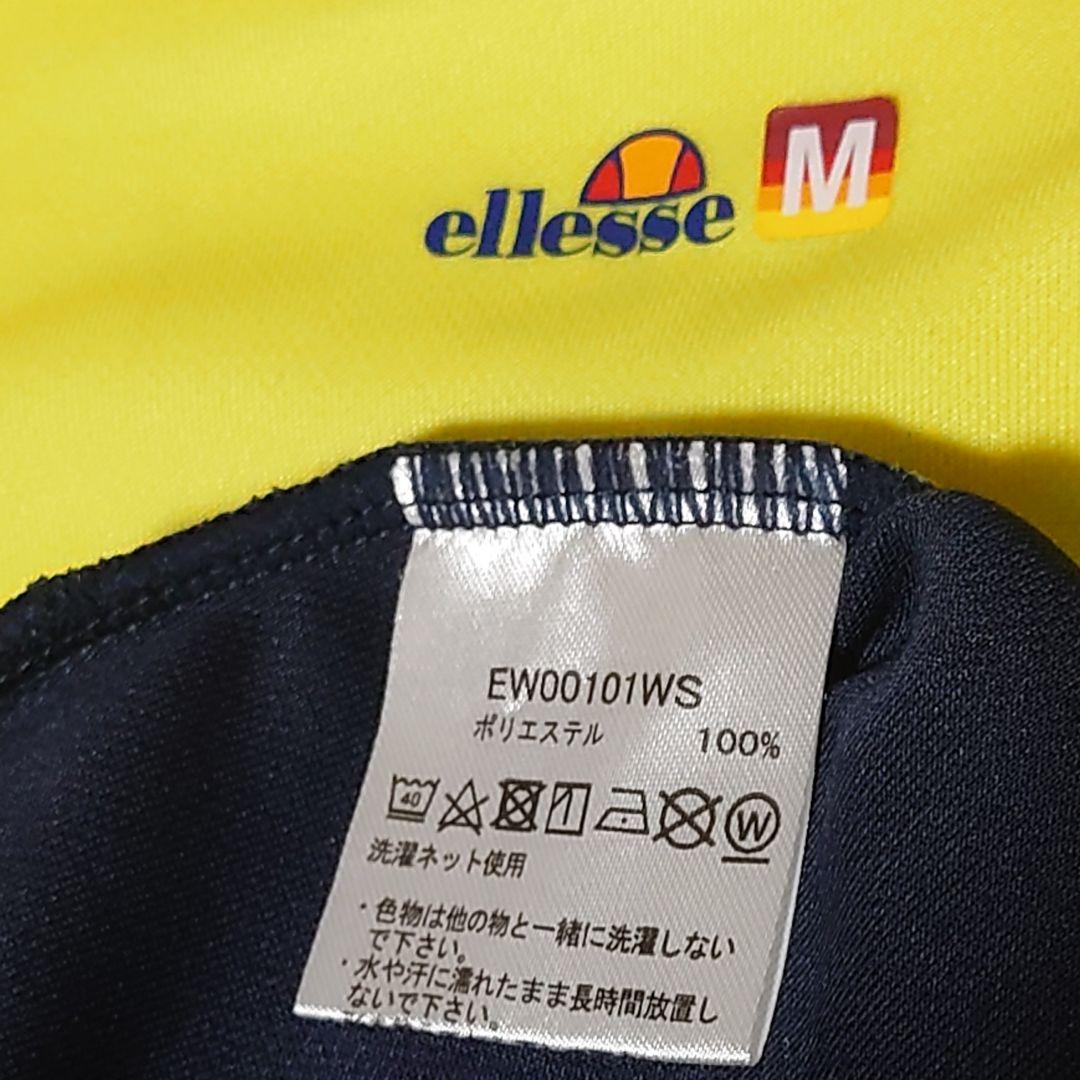 ellesse M
EW00101WS
ポリエステル 100%
40 W
洗濯ネット使用
・色物は他の物と一緒に洗濯しない
で下さい。
・水や汗に濡れたまま長時間放置し
ないで下さい。